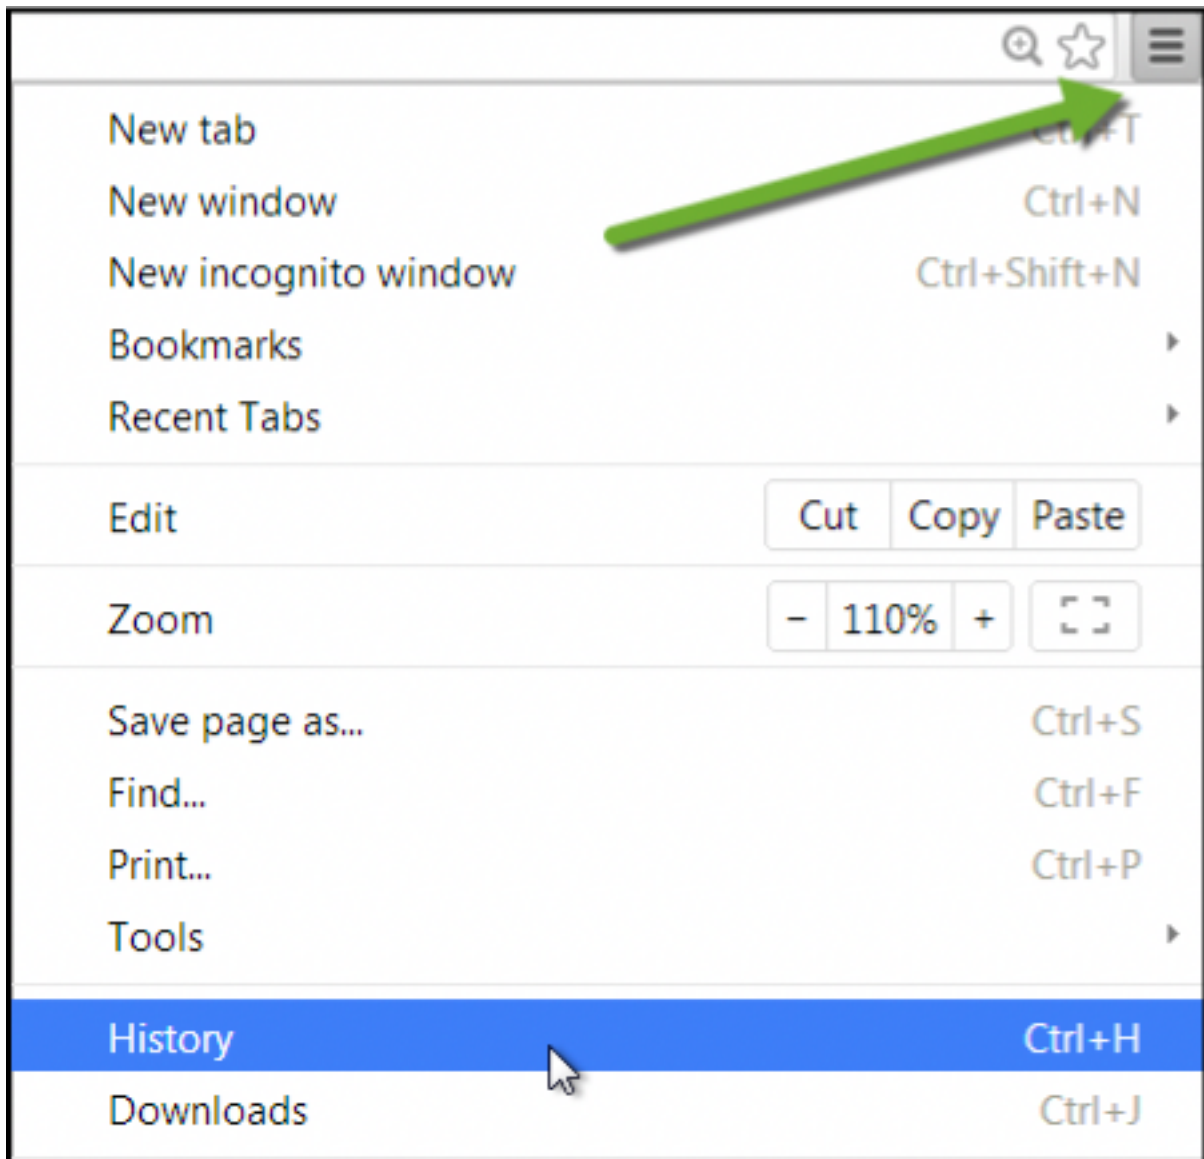 New tab Ctrl+T
New window Ctrl+N
New incognito window Ctrl+Shift+N
Bookmarks
Recent Tabs
Edit Cut Copy Paste
Zoom - 110% +
Save page as... Ctrl+S
Find... Ctrl+F
Print... Ctrl+P
Tools
History Ctrl+H
Downloads Ctrl+J